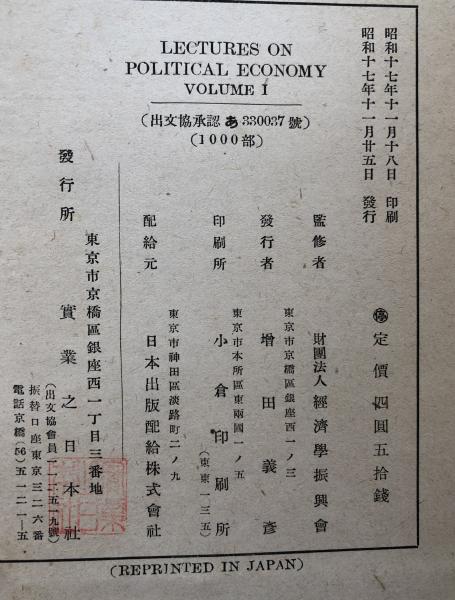 LECTURES ON
POLITICAL ECONOMY
VOLUME I
(出文協承認 あ 330037 號)
(1000部)
昭和十七年十一月十八日 印刷
昭和十七年十一月廿五日 發行
㊝ 定價四圓五拾錢
監修者 財團法人 經濟學振興會
東京市京橋區銀座西一ノ三
發行者 增田義彥
東京市本所區東兩國一ノ五
印刷所 小倉印刷所
(東東一三五)
東京市神田區淡路町二ノ九
配給元 日本出版配給株式會社
東京市京橋區銀座西一丁目三番地
發行所 實業之日本社
(出文協會員 一一一五一九號)
振替口座東京三二六番
電話京橋(56)五一二一―五
(REPRINTED IN JAPAN)